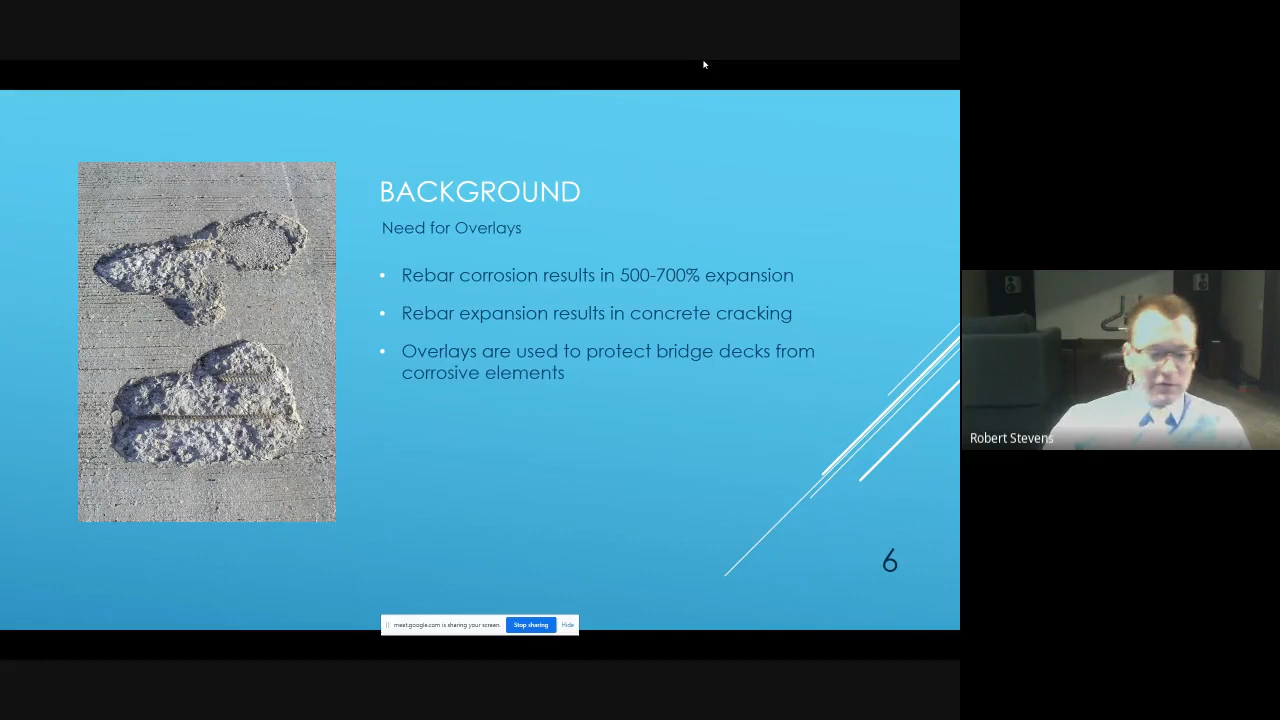 BACKGROUND
Need for Overlays
• Rebar corrosion results in 500-700% expansion
• Rebar expansion results in concrete cracking
• Overlays are used to protect bridge decks from
corrosive elements
6
meet.google.com is sharing your screen. Stop sharing Hide
Robert Stevens